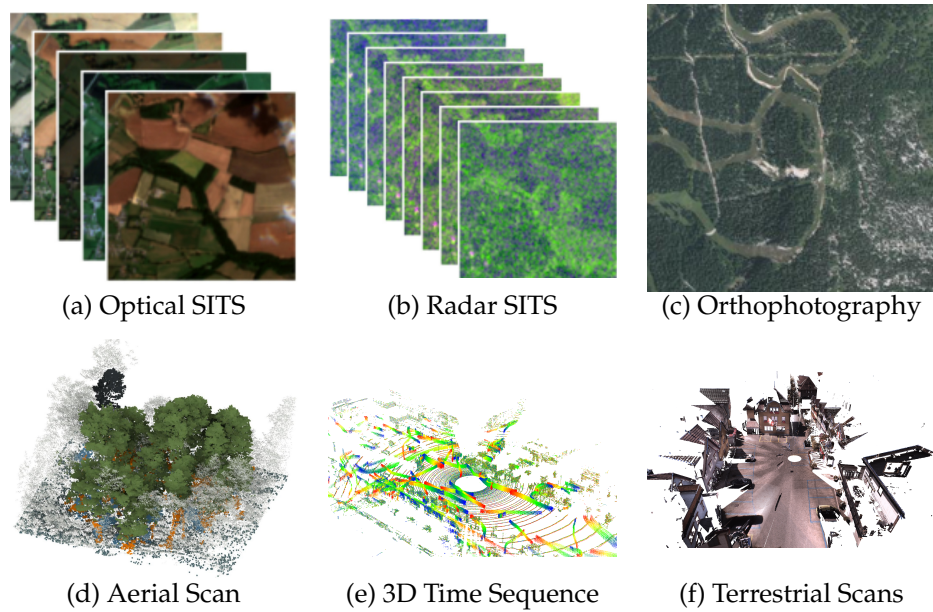 (a) Optical SITS
(b) Radar SITS
(c) Orthophotography
(d) Aerial Scan
(e) 3D Time Sequence
(f) Terrestrial Scans